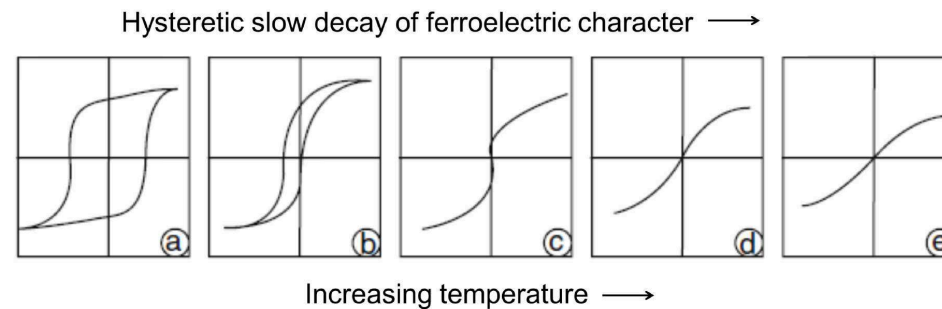 Hysteretic slow decay of ferroelectric character
a b c d e
Increasing temperature